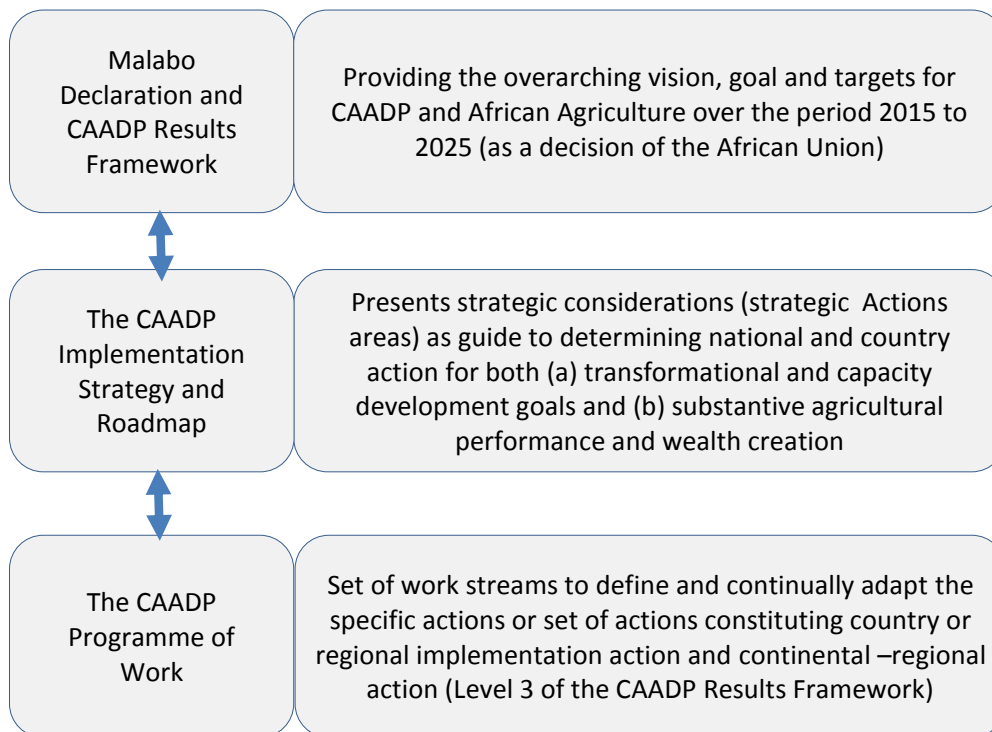 Malabo
Declaration and
CAADP Results
Framework
Providing the overarching vision, goal and targets for
CAADP and African Agriculture over the period 2015 to
2025 (as a decision of the African Union)
The CAADP
Implementation
Strategy and
Roadmap
Presents strategic considerations (strategic Actions
areas) as guide to determining national and country
action for both (a) transformational and capacity
development goals and (b) substantive agricultural
performance and wealth creation
The CAADP
Programme of
Work
Set of work streams to define and continually adapt the
specific actions or set of actions constituting country or
regional implementation action and continental –regional
action (Level 3 of the CAADP Results Framework)